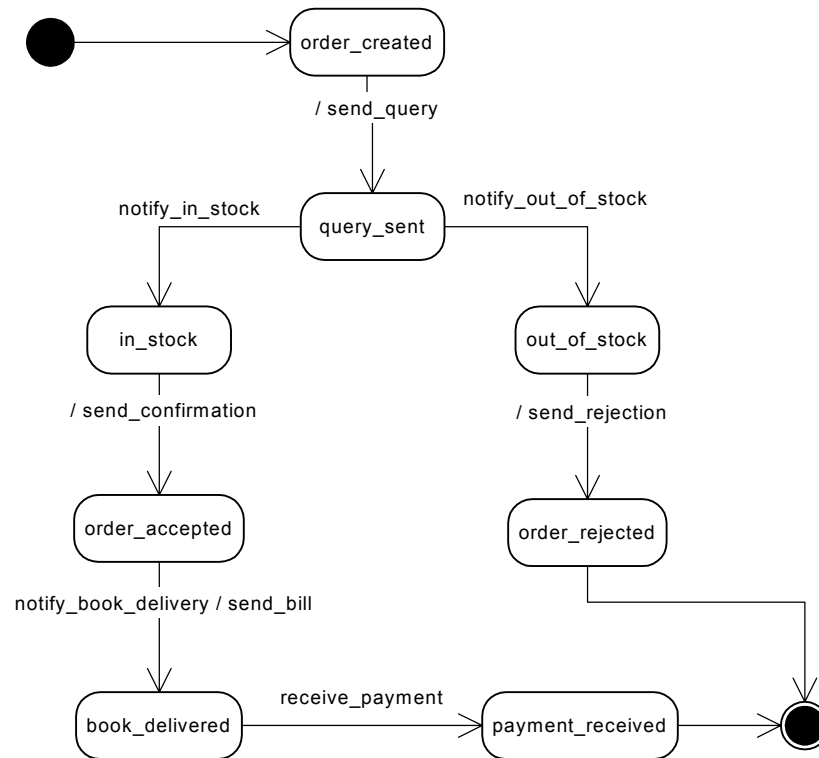 order_created
/ send_query
notify_in_stock
notify_out_of_stock
query_sent
in_stock
out_of_stock
/ send_confirmation
/ send_rejection
order_accepted
order_rejected
notify_book_delivery / send_bill
receive_payment
book_delivered
payment_received